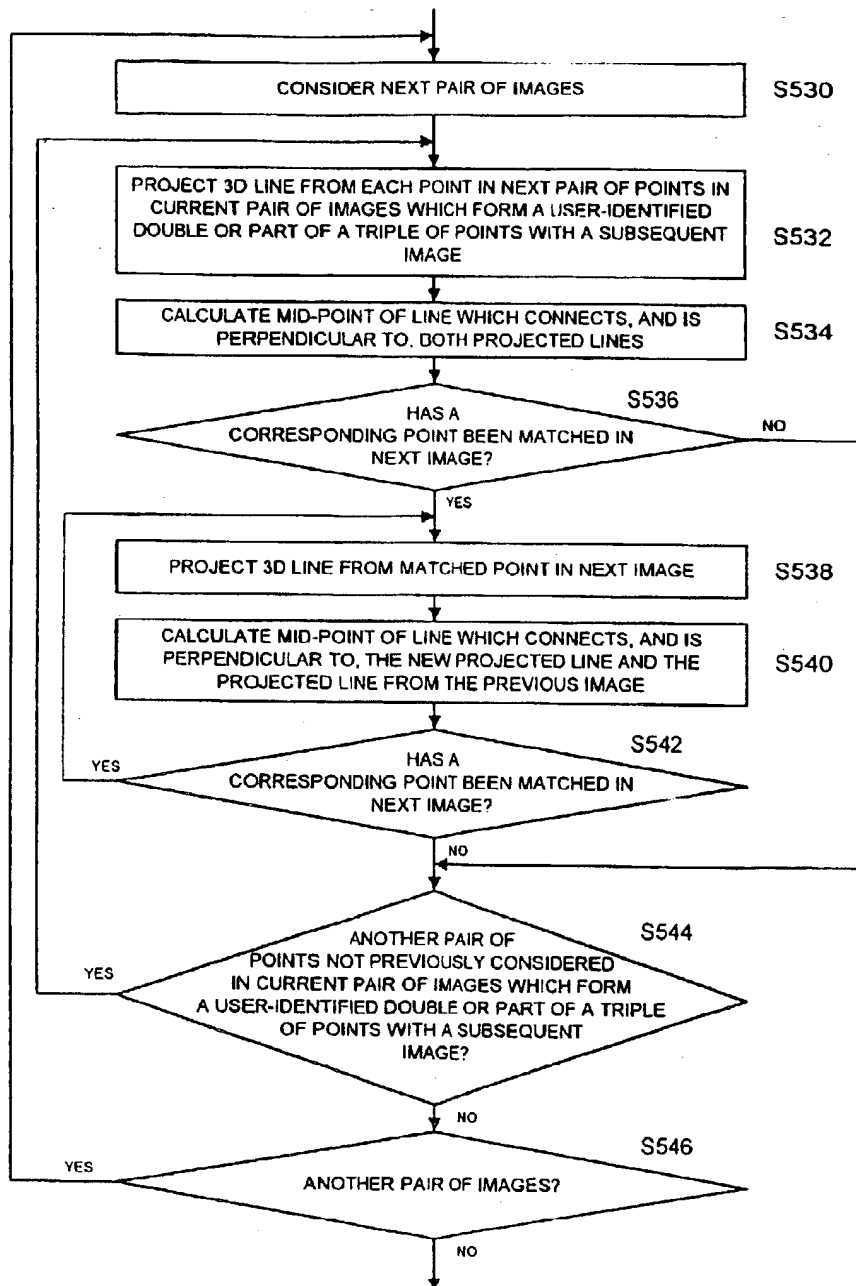 CONSIDER NEXT PAIR OF IMAGES
S530
PROJECT 3D LINE FROM EACH POINT IN NEXT PAIR OF POINTS IN
CURRENT PAIR OF IMAGES WHICH FORM A USER-IDENTIFIED
DOUBLE OR PART OF A TRIPLE OF POINTS WITH A SUBSEQUENT
IMAGE
S532
CALCULATE MID-POINT OF LINE WHICH CONNECTS, AND IS
PERPENDICULAR TO, BOTH PROJECTED LINES
S534
S536
HAS A
CORRESPONDING POINT BEEN MATCHED IN
NEXT IMAGE?
NO
YES
PROJECT 3D LINE FROM MATCHED POINT IN NEXT IMAGE
S538
CALCULATE MID-POINT OF LINE WHICH CONNECTS, AND IS
PERPENDICULAR TO, THE NEW PROJECTED LINE AND THE
PROJECTED LINE FROM THE PREVIOUS IMAGE
S540
S542
YES
HAS A
CORRESPONDING POINT BEEN MATCHED IN
NEXT IMAGE?
NO
S544
YES
ANOTHER PAIR OF
POINTS NOT PREVIOUSLY CONSIDERED
IN CURRENT PAIR OF IMAGES WHICH FORM
A USER-IDENTIFIED DOUBLE OR PART OF A TRIPLE
OF POINTS WITH A SUBSEQUENT
IMAGE?
NO
S546
YES
ANOTHER PAIR OF IMAGES?
NO